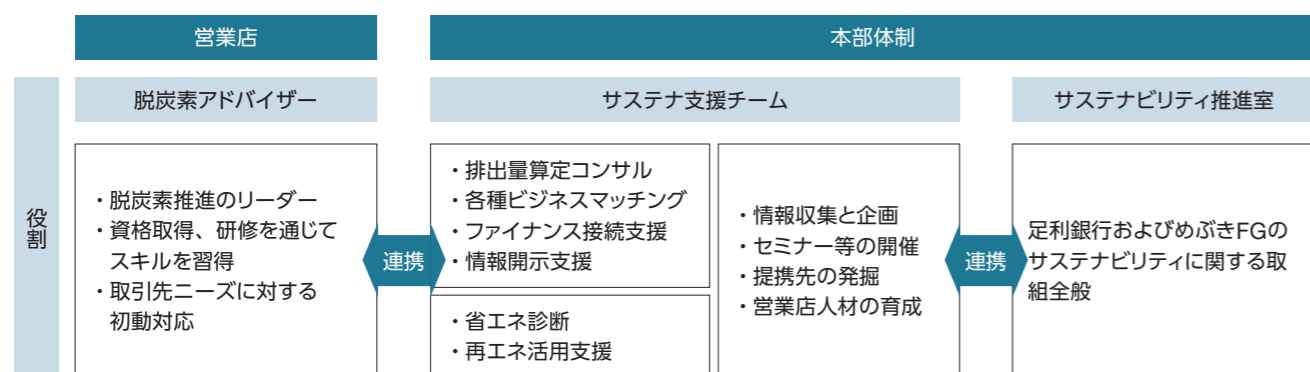 営業店
本部体制
脱炭素アドバイザー
サステナ支援チーム
サステナビリティ推進室
役割
・脱炭素推進のリーダー
・資格取得、研修を通じて
スキルを習得
・取引先ニーズに対する
初動対応
連携
・排出量算定コンサル
・各種ビジネスマッチング
・ファイナンス接続支援
・情報開示支援
・省エネ診断
・再エネ活用支援
・情報収集と企画
・セミナー等の開催
・提携先の発掘
・営業店人材の育成
連携
足利銀行およびめぶきFGの
サステナビリティに関する取
組全般